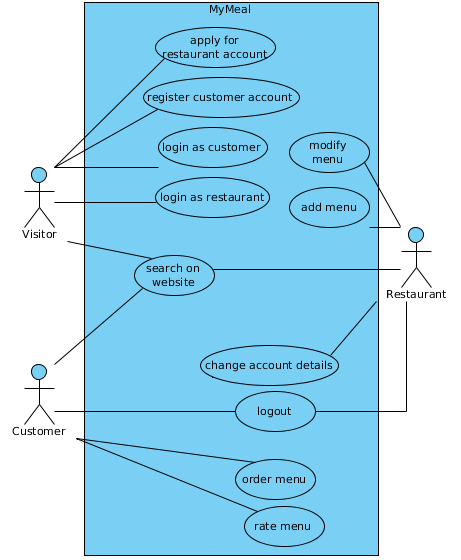 MyMeal
apply for
restaurant account
register customer account
login as customer
modify
menu
login as restaurant
add menu
Visitor
search on
website
Restaurant
change account details
logout
Customer
order menu
rate menu